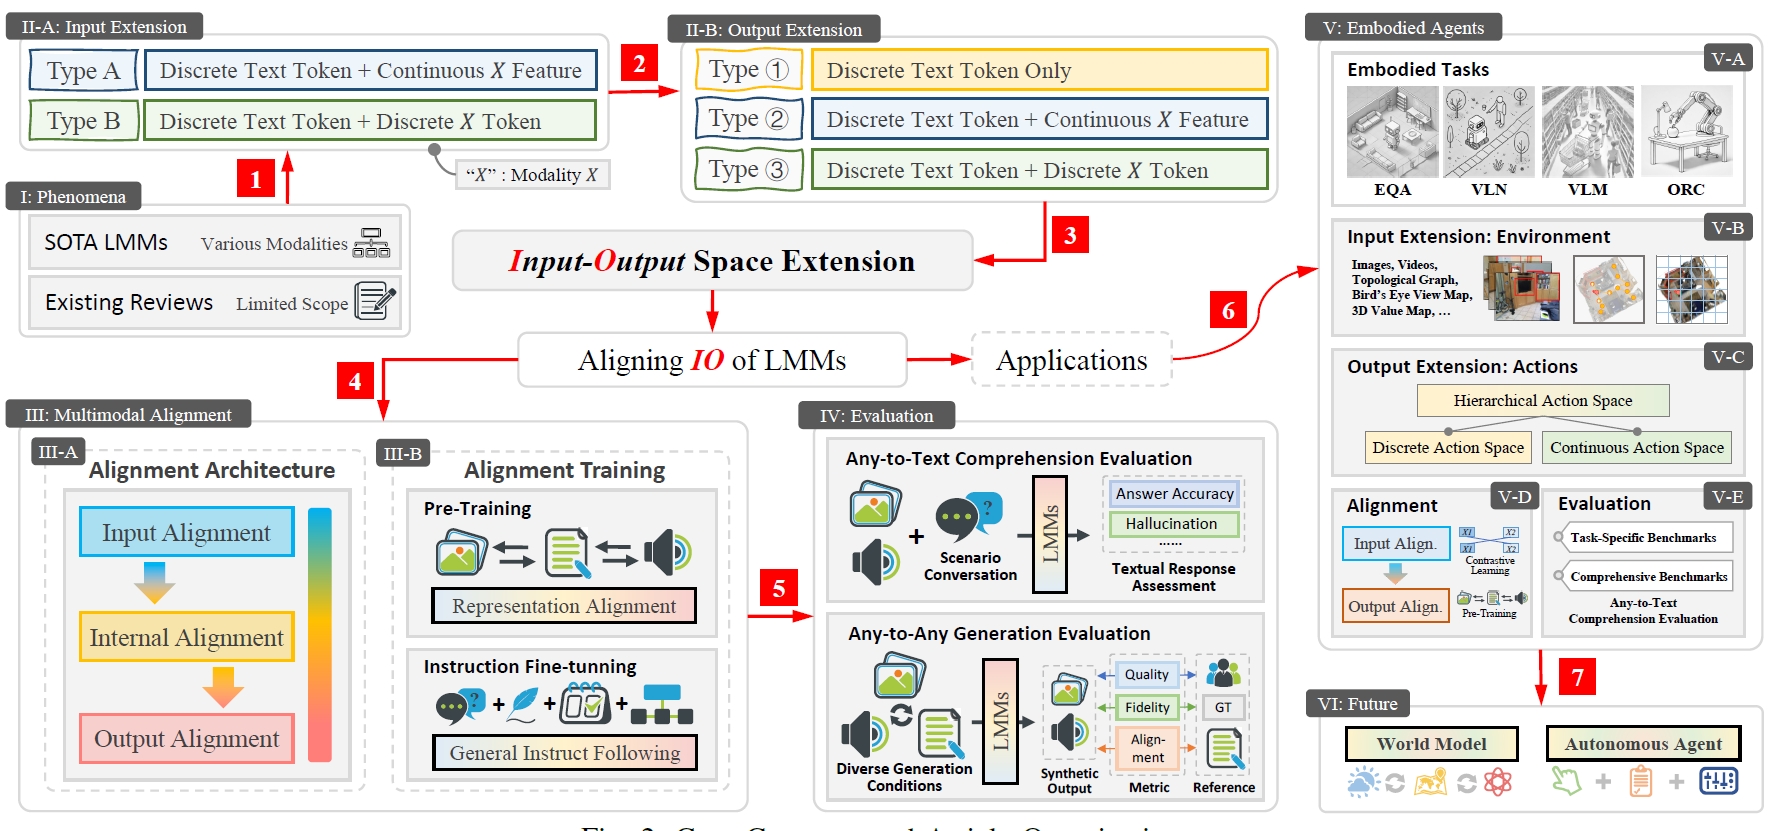 II-A: Input Extension
Type A
Discrete Text Token + Continuous X Feature
Type B
Discrete Text Token + Discrete X Token
"X" : Modality X
1
2
II-B: Output Extension
Type ①
Discrete Text Token Only
Type ②
Discrete Text Token + Continuous X Feature
Type ③
Discrete Text Token + Discrete X Token
I: Phenomena
SOTA LMMs
Various Modalities
Existing Reviews
Limited Scope
3
Input-Output Space Extension
Aligning IO of LMMs
Applications
4
6
III: Multimodal Alignment
III-A
Alignment Architecture
Input Alignment
Internal Alignment
Output Alignment
III-B
Alignment Training
Pre-Training
Representation Alignment
Instruction Fine-tunning
General Instruct Following
5
IV: Evaluation
Any-to-Text Comprehension Evaluation
+
?
Scenario
Conversation
LMMs
Answer Accuracy
Hallucination
......
Textual Response
Assessment
Any-to-Any Generation Evaluation
Diverse Generation
Conditions
LMMs
Synthetic
Output
Quality
Fidelity
Align-
ment
Metric
GT
Reference
V: Embodied Agents
V-A
Embodied Tasks
EQA
VLN
VLM
ORC
V-B
Input Extension: Environment
Images, Videos,
Topological Graph,
Bird's Eye View Map,
3D Value Map, ...
V-C
Output Extension: Actions
Hierarchical Action Space
Discrete Action Space
Continuous Action Space
V-D
Alignment
Input Align.
Output Align.
X1
X2
X1
X2
Contrastive
Learning
Pre-Training
V-E
Evaluation
Task-Specific Benchmarks
Comprehensive Benchmarks
Any-to-Text
Comprehension Evaluation
7
VI: Future
World Model
Autonomous Agent